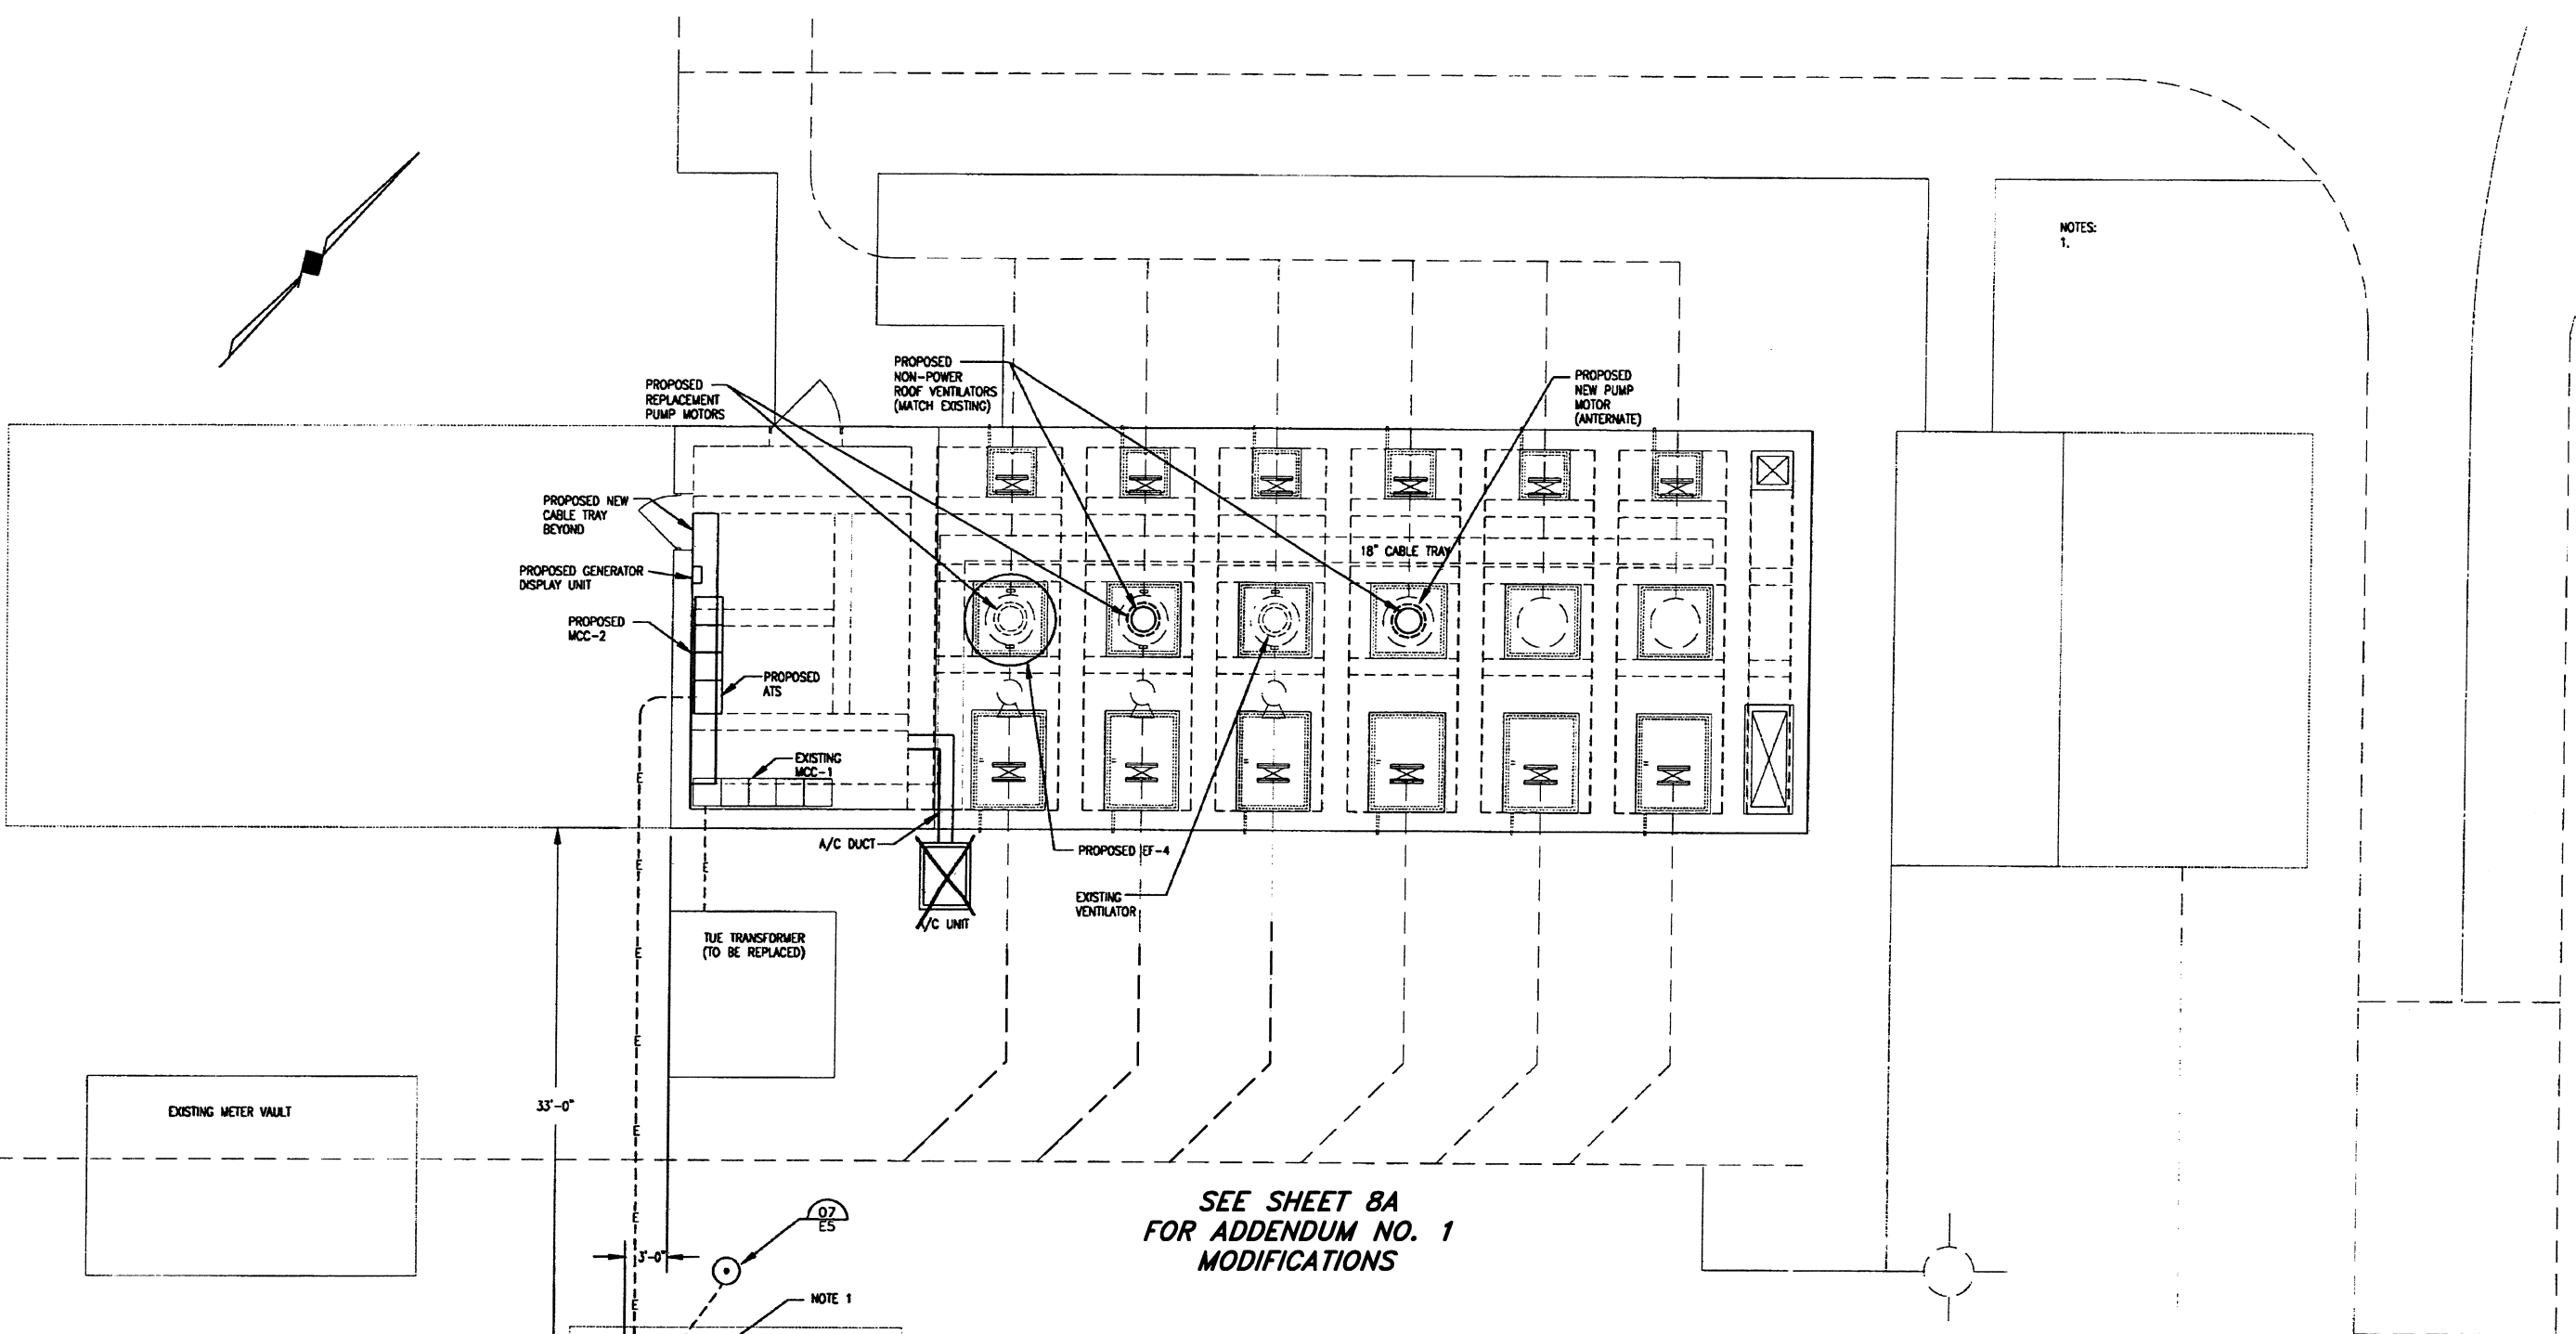 NOTES:
1.
PROPOSED
NON-POWER
ROOF VENTILATORS
(MATCH EXISTING)
PROPOSED
REPLACEMENT
PUMP MOTORS
PROPOSED
NEW PUMP
MOTOR
(ANTERNATE)
PROPOSED NEW
CABLE TRAY
BEYOND
18" CABLE TRAY
PROPOSED GENERATOR
DISPLAY UNIT
PROPOSED
MCC-2
PROPOSED
ATS
EXISTING
MCC-1
A/C DUCT
PROPOSED EF-4
EXISTING
VENTILATOR
A/C UNIT
TUE TRANSFORMER
(TO BE REPLACED)
E
E
E
E
E
E
E
E
E
33'-0"
EXISTING METER VAULT
SEE SHEET 8A
FOR ADDENDUM NO. 1
MODIFICATIONS
07
E5
3'-0"
NOTE 1